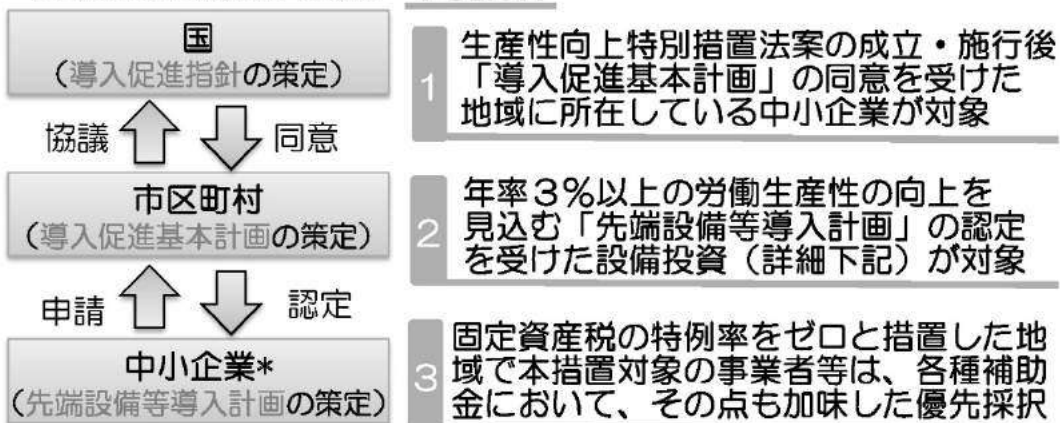 国
（導入促進指針の策定）
協議
同意
市区町村
（導入促進基本計画の策定）
申請
認定
中小企業*
（先端設備等導入計画の策定）
1
生産性向上特別措置法案の成立・施行後
「導入促進基本計画」の同意を受けた
地域に所在している中小企業が対象
2
年率３%以上の労働生産性の向上を
見込む「先端設備等導入計画」の認定
を受けた設備投資（詳細下記）が対象
3
固定資産税の特例率をゼロと措置した地
域で本措置対象の事業者等は、各種補助
金において、その点も加味した優先採択